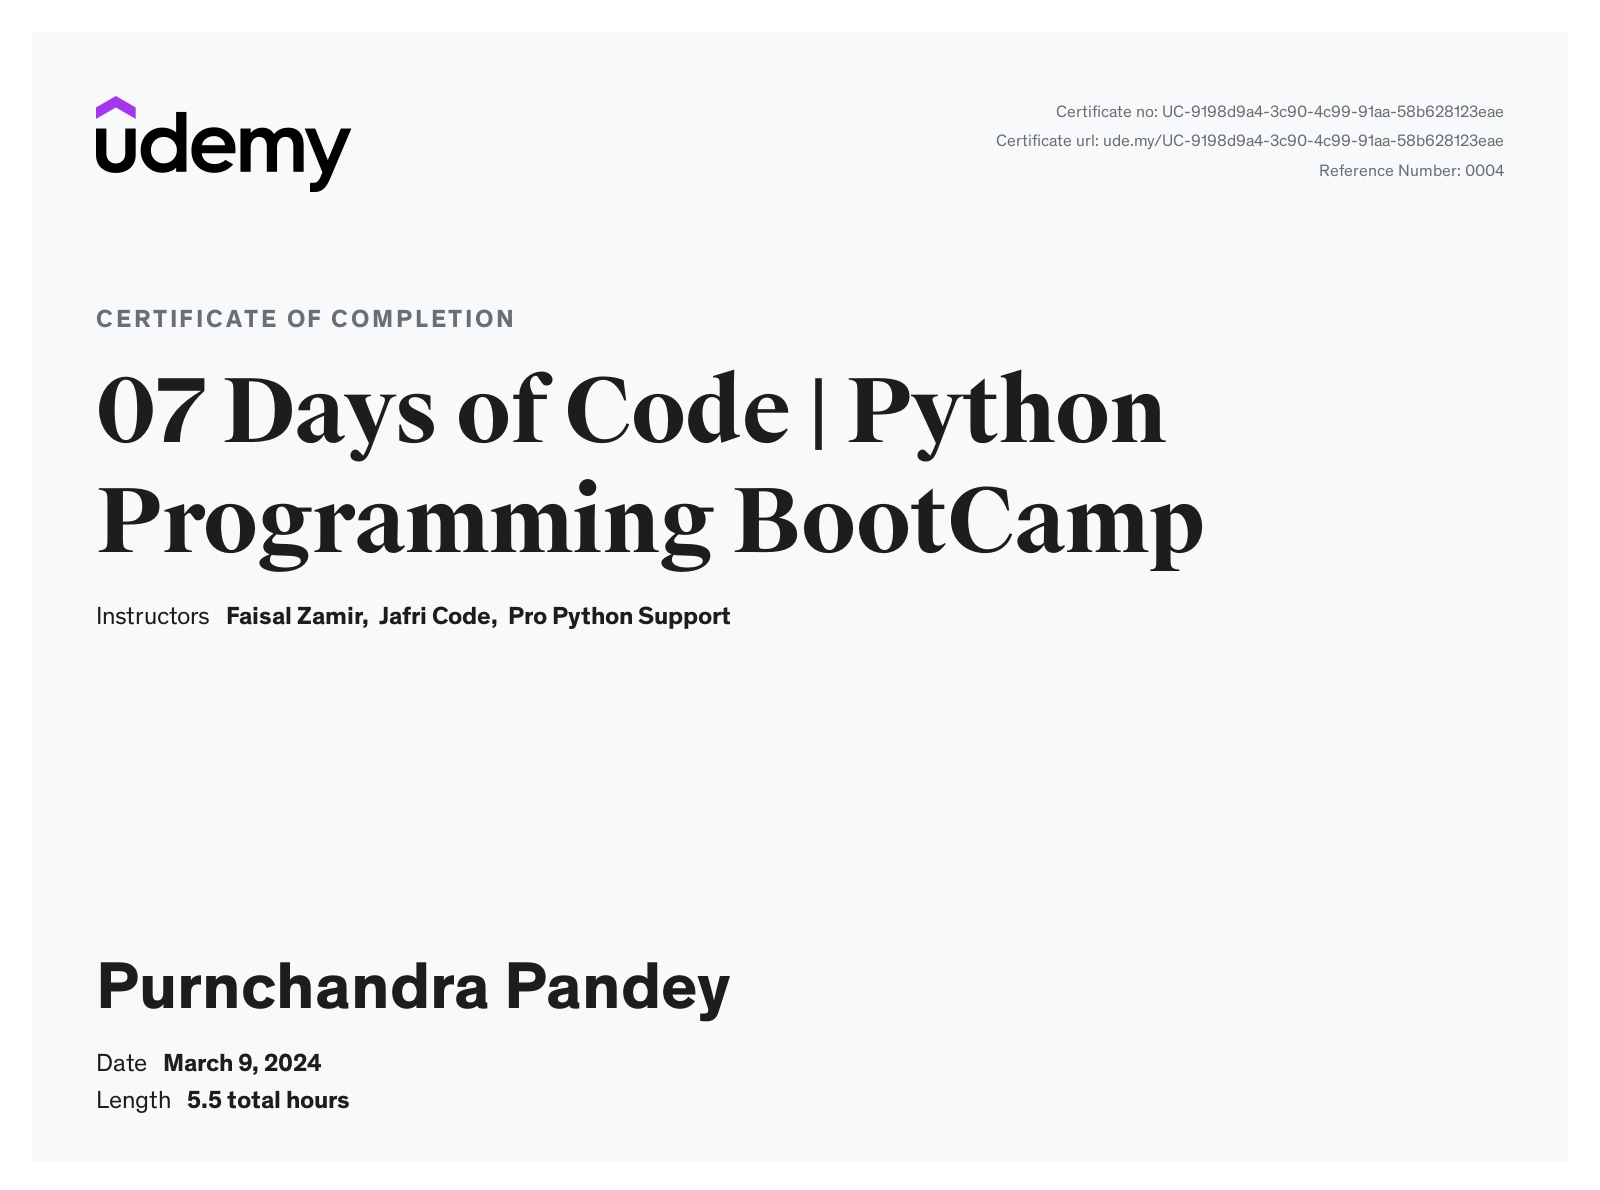 udemy
Certificate no: UC-9198d9a4-3c90-4c99-91aa-58b628123eae
Certificate url: ude.my/UC-9198d9a4-3c90-4c99-91aa-58b628123eae
Reference Number: 0004
CERTIFICATE OF COMPLETION
07 Days of Code | Python
Programming BootCamp
Instructors Faisal Zamir, Jafri Code, Pro Python Support
Purnchandra Pandey
Date March 9, 2024
Length 5.5 total hours